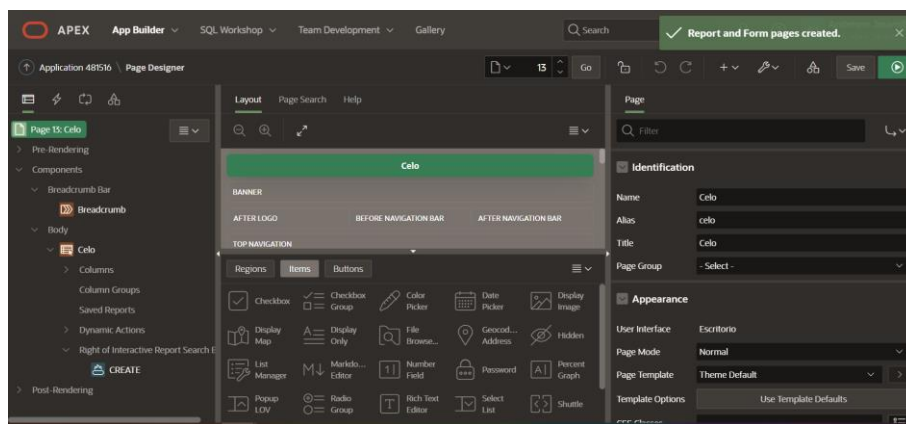 APEX App Builder SQL Workshop Team Development Gallery Search
Report and Form pages created.
Application 481516 \ Page Designer 13 Go Save
Layout Page Search Help Page
Page 13: Celo
Filter
Pre-Rendering
Components
Celo
Identification
Breadcrumb Bar
BANNER
Name Celo
Breadcrumb
AFTER LOGO BEFORE NAVIGATION BAR AFTER NAVIGATION BAR
Alias celo
Body
TOP NAVIGATION
Title Celo
Celo
Page Group - Select -
Columns
Regions Items Buttons
Column Groups
Appearance
Saved Reports
Checkbox Checkbox Group Color Picker Date Picker Display Image
Dynamic Actions
Display Map Display Only File Browse... Geocod... Address Hidden
User Interface Escritorio
Right of Interactive Report Search
Page Mode Normal
CREATE
List Manager Markdo... Editor Number Field Password Percent Graph
Page Template Theme Default
Post-Rendering
Popup LOV Radio Group Rich Text Editor Select List Shuttle
Template Options Use Template Defaults